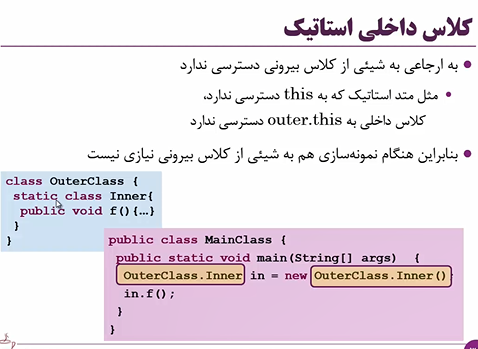 کلاس داخلی استاتیک
به ارجاعی به شیئی از کلاس بیرونی دسترسی ندارد
مثل متد استاتیک که به this دسترسی ندارد،
کلاس داخلی به outer.this دسترسی ندارد
بنابراین هنگام نمونه‌سازی هم به شیئی از کلاس بیرونی نیازی نیست
class OuterClass {
static class Inner{
public void f(){…}
}
}
public class MainClass {
public static void main(String[] args) {
OuterClass.Inner in = new OuterClass.Inner();
in.f();
}
}